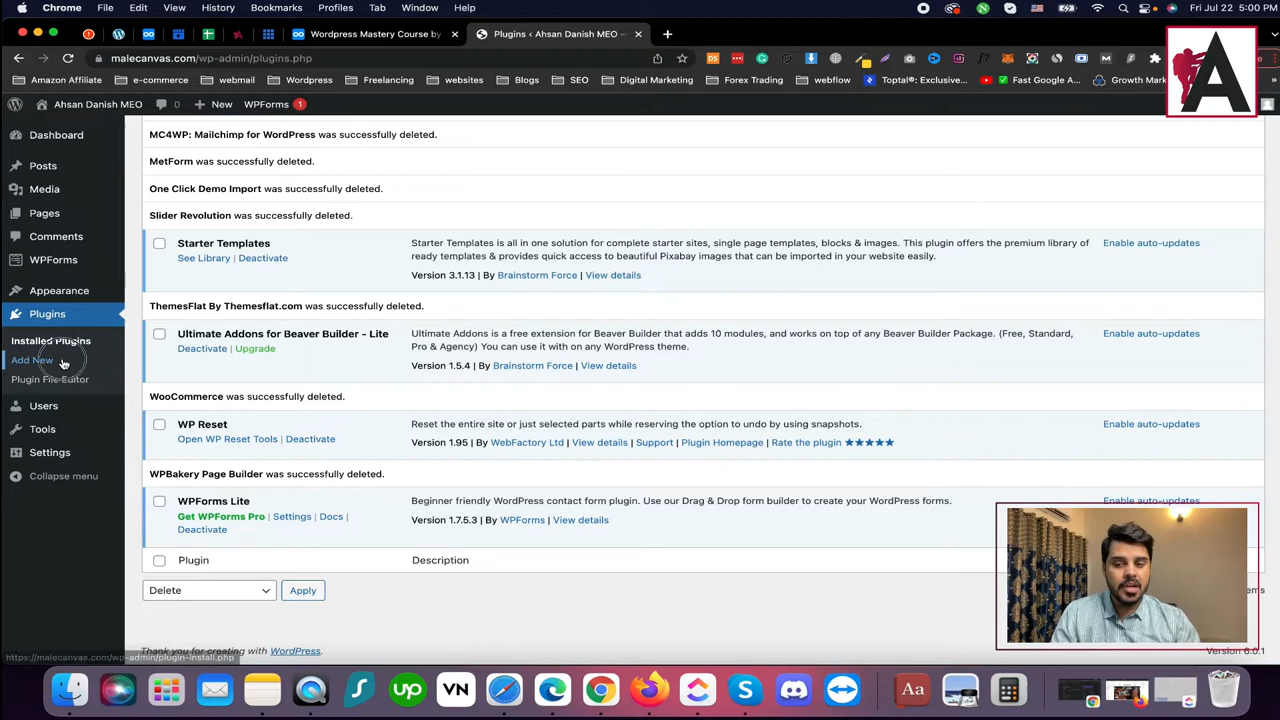 Chrome File Edit View History Bookmarks Profiles Tab Window Help Fri Jul 22 5:00 PM
Wordpress Mastery Course by × Plugins ‹ Ahsan Danish MEO — ×
malecanvas.com/wp-admin/plugins.php
Amazon Affiliate e-commerce webmail Wordpress Freelancing websites Blogs SEO Digital Marketing Forex Trading webflow Toptal®: Exclusive... Fast Google A... Growth Mark
A
Ahsan Danish MEO 0 New WPForms 1
Dashboard
Posts
Media
Pages
Comments
WPForms
Appearance
Plugins
Installed Plugins
Add New
Plugin File Editor
Users
Tools
Settings
Collapse menu
MC4WP: Mailchimp for WordPress was successfully deleted.
MetForm was successfully deleted.
One Click Demo Import was successfully deleted.
Slider Revolution was successfully deleted.
Starter Templates
See Library | Deactivate
Starter Templates is all in one solution for complete starter sites, single page templates, blocks & images. This plugin offers the premium library of
ready templates & provides quick access to beautiful Pixabay images that can be imported in your website easily.
Version 3.1.13 | By Brainstorm Force | View details
Enable auto-updates
ThemesFlat By Themesflat.com was successfully deleted.
Ultimate Addons for Beaver Builder - Lite
Deactivate | Upgrade
Ultimate Addons is a free extension for Beaver Builder that adds 10 modules, and works on top of any Beaver Builder Package. (Free, Standard,
Pro & Agency) You can use it with on any WordPress theme.
Version 1.5.4 | By Brainstorm Force | View details
Enable auto-updates
WooCommerce was successfully deleted.
WP Reset
Open WP Reset Tools | Deactivate
Reset the entire site or just selected parts while reserving the option to undo by using snapshots.
Version 1.95 | By WebFactory Ltd | View details | Support | Plugin Homepage | Rate the plugin ★★★★★
Enable auto-updates
WPBakery Page Builder was successfully deleted.
WPForms Lite
Get WPForms Pro | Settings | Docs |
Deactivate
Beginner friendly WordPress contact form plugin. Use our Drag & Drop form builder to create your WordPress forms.
Version 1.7.5.3 | By WPForms | View details
Enable auto-updates
Plugin Description
Delete Apply
Thank you for creating with WordPress.
Version 6.0.1
https://malecanvas.com/wp-admin/plugin-install.php
up VN Aa